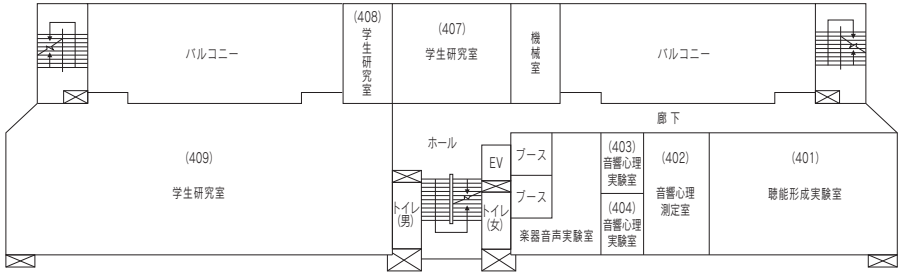 バルコニー
(408)
学生研究室
(407)
学生研究室
機械室
バルコニー
廊下
(409)
学生研究室
ホール
EV
トイレ
(男)
トイレ
(女)
ブース
ブース
楽器音声実験室
(403)
音響心理
実験室
(404)
音響心理
実験室
(402)
音響心理
測定室
(401)
聴能形成実験室